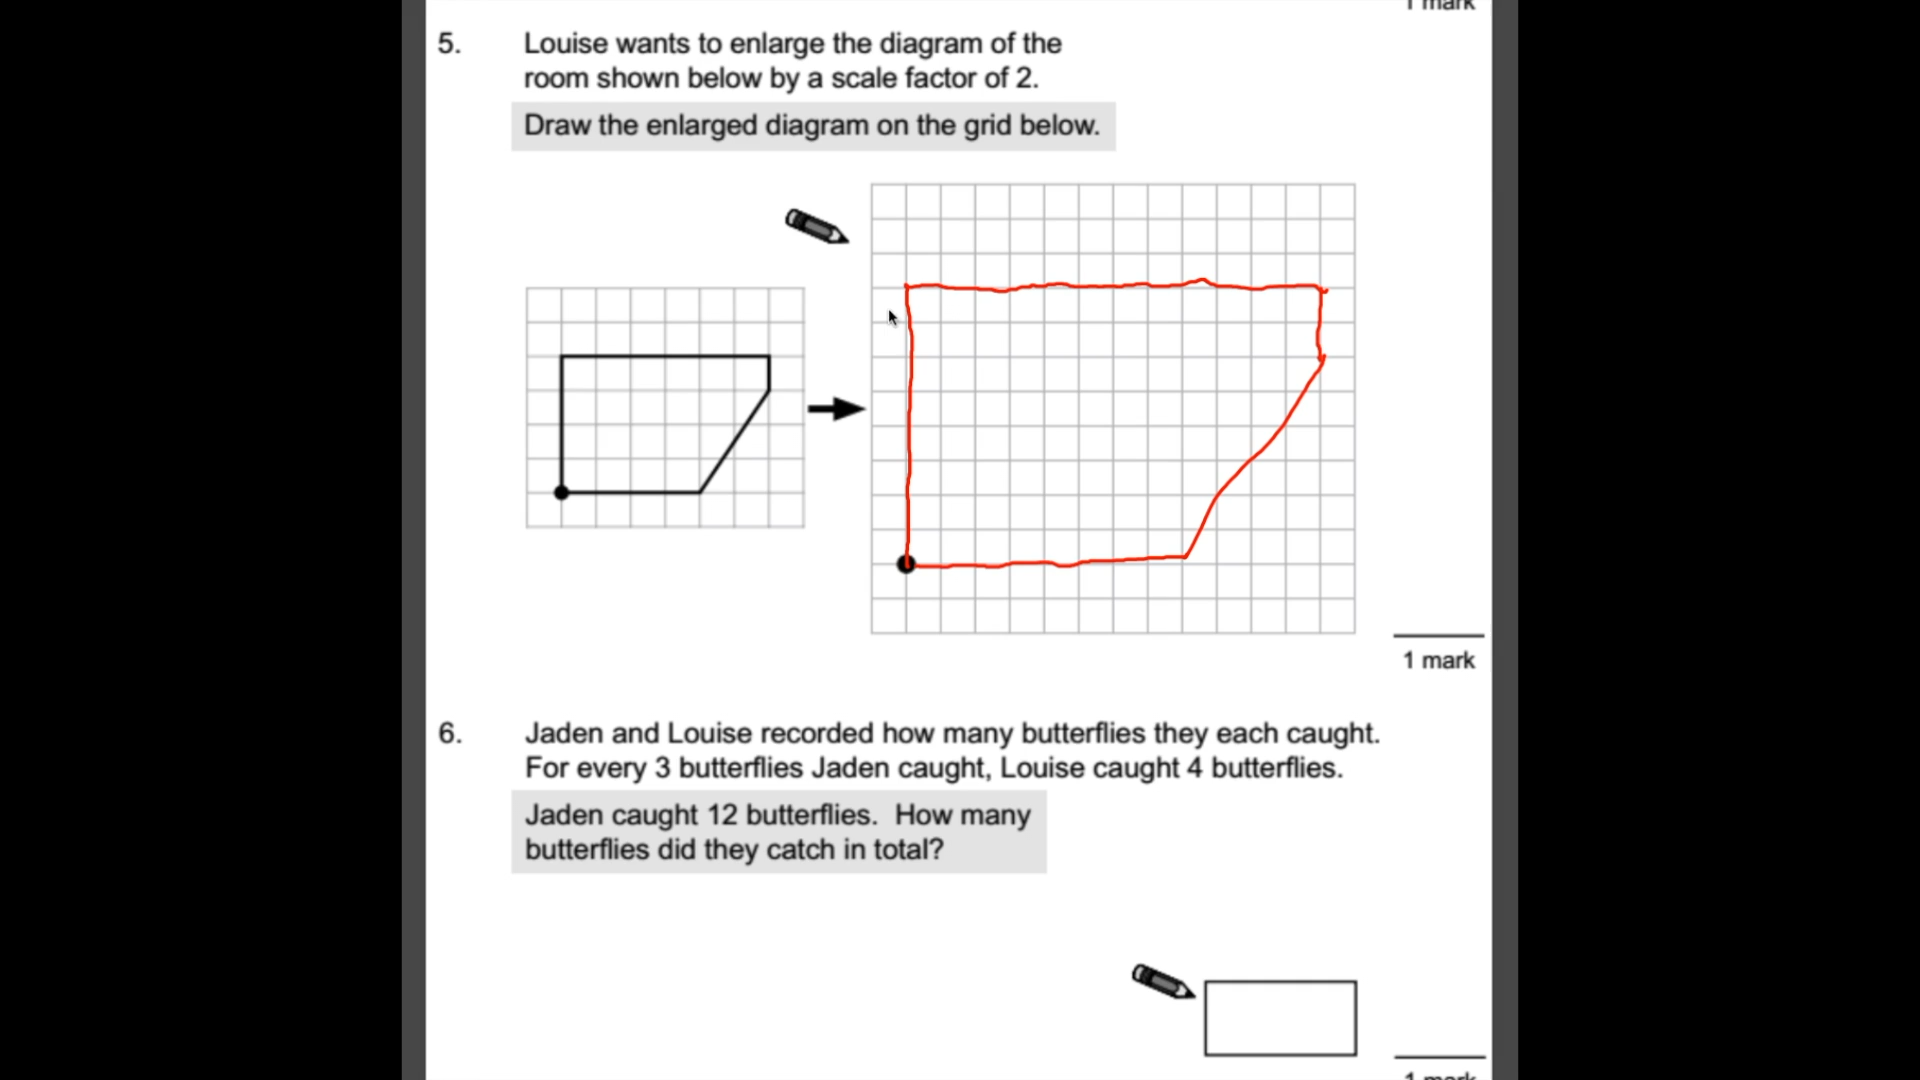 1 mark
5. Louise wants to enlarge the diagram of the
room shown below by a scale factor of 2.
Draw the enlarged diagram on the grid below.
1 mark
6. Jaden and Louise recorded how many butterflies they each caught.
For every 3 butterflies Jaden caught, Louise caught 4 butterflies.
Jaden caught 12 butterflies. How many
butterflies did they catch in total?
1 mark